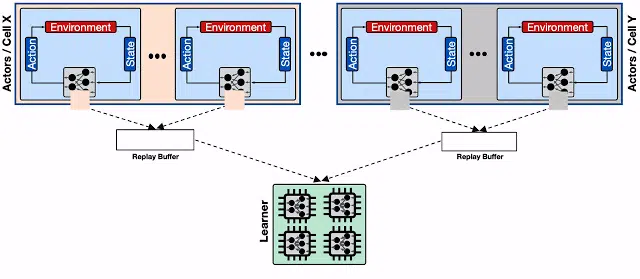 Actors / Cell X
Environment
Action
State
Environment
Action
State
Environment
Action
State
Environment
Action
State
Actors / Cell Y
Replay Buffer
Replay Buffer
Learner